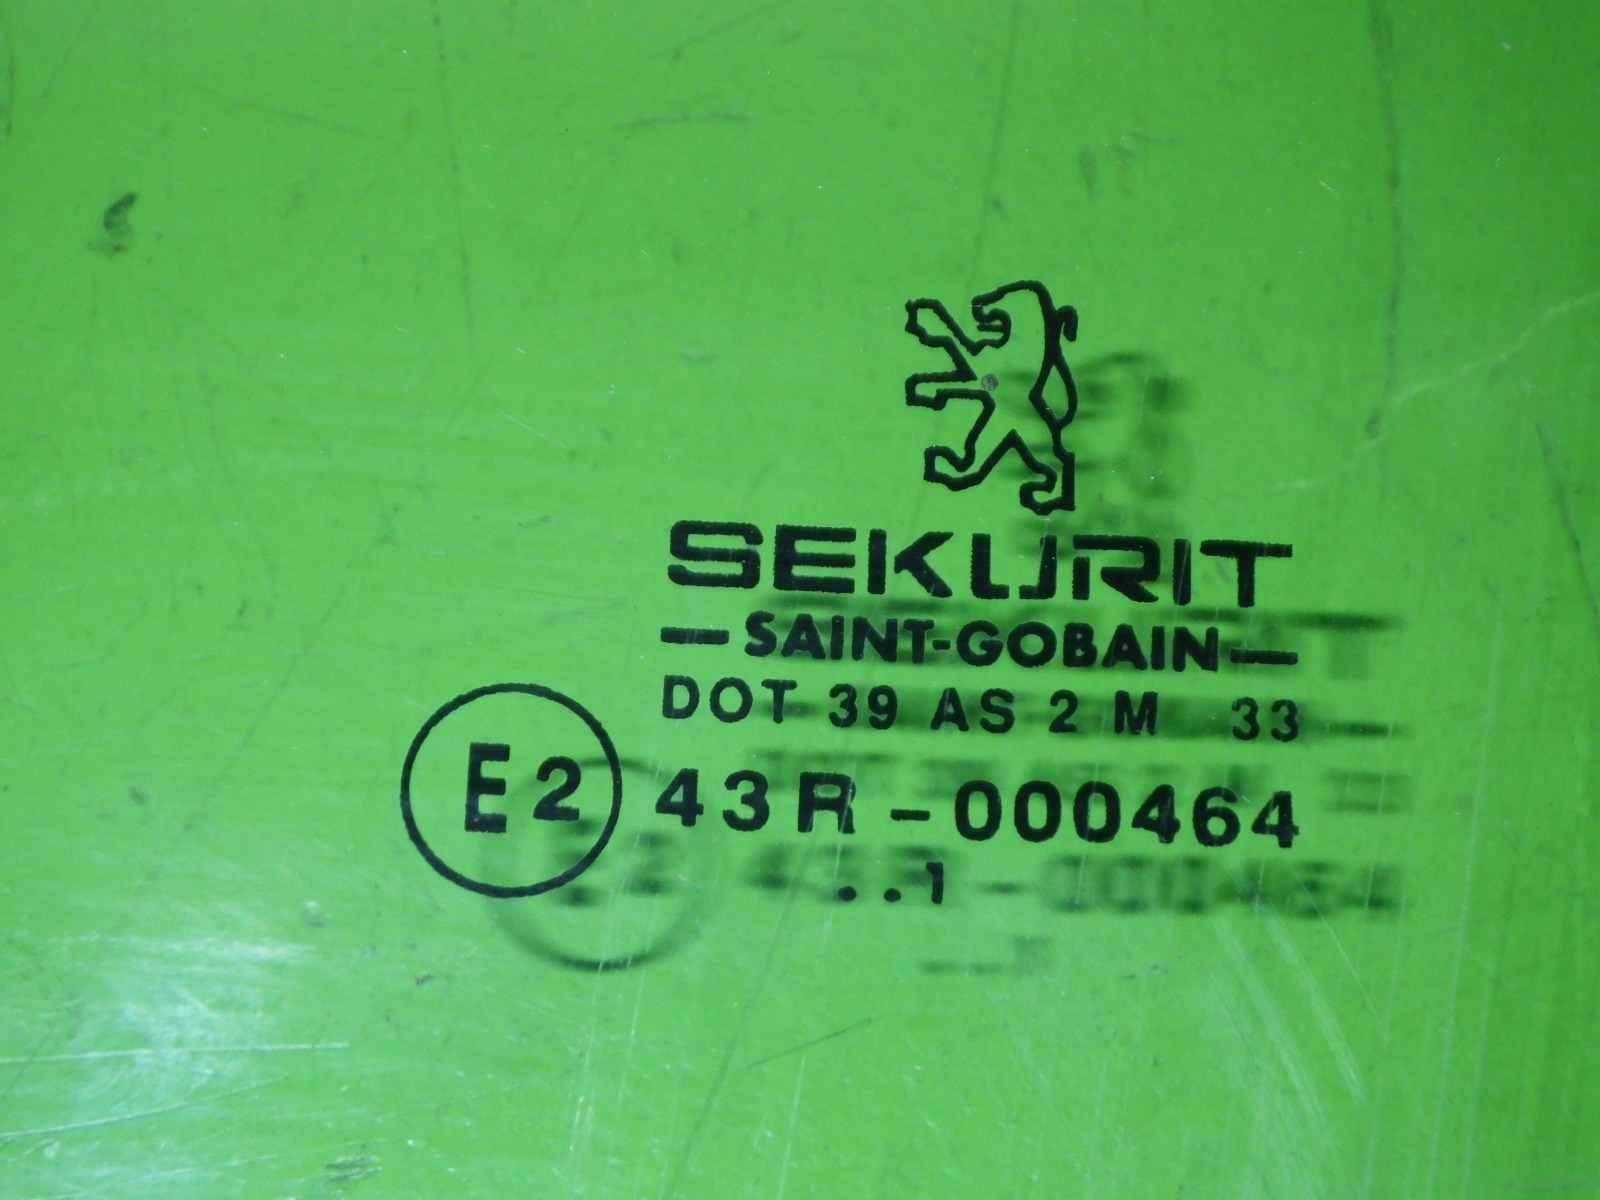 SEKURIT
—SAINT-GOBAIN—
DOT 39 AS 2 M 33
E2 43R-000464
..1